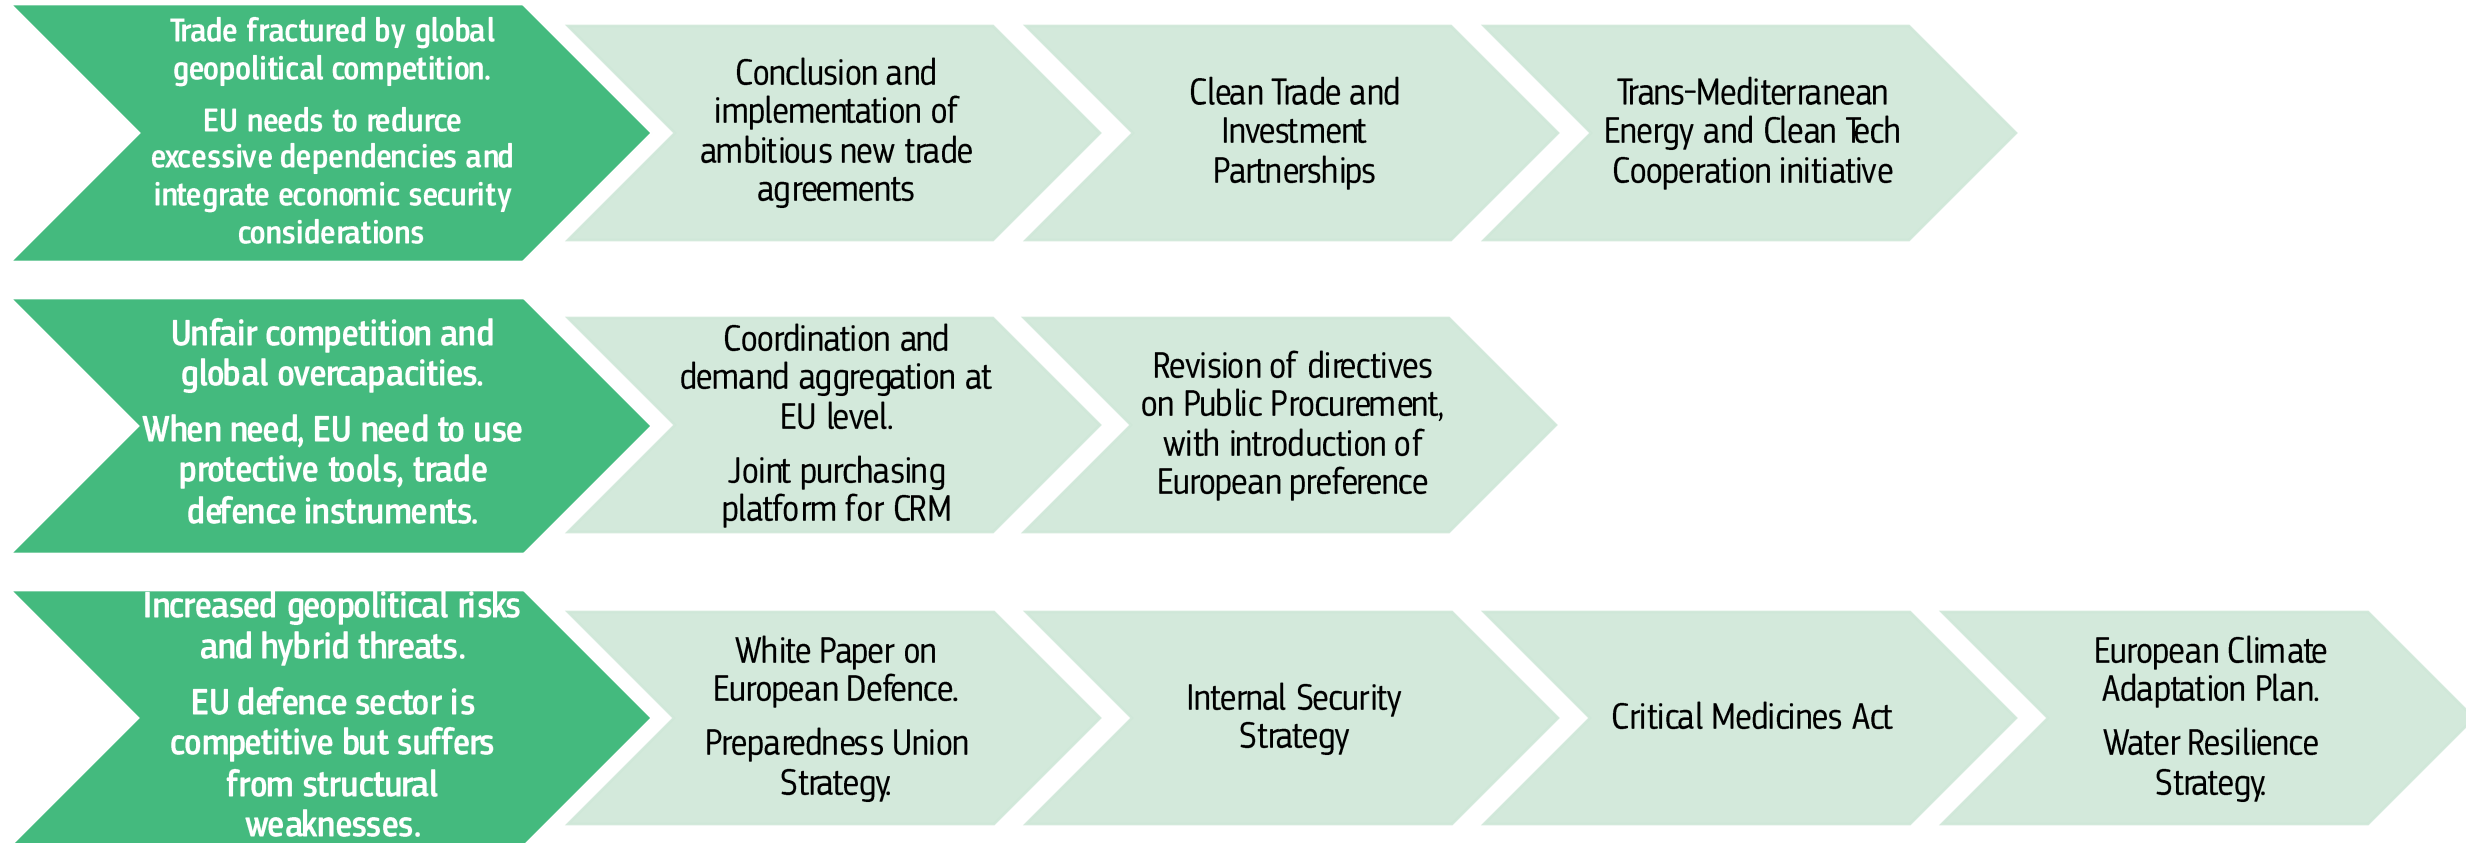 Trade fractured by global
geopolitical competition.
EU needs to redurce
excessive dependencies and
integrate economic security
considerations
Conclusion and
implementation of
ambitious new trade
agreements
Clean Trade and
Investment
Partnerships
Trans-Mediterranean
Energy and Clean Tech
Cooperation initiative
Unfair competition and
global overcapacities.
When need, EU need to use
protective tools, trade
defence instruments.
Coordination and
demand aggregation at
EU level.
Joint purchasing
platform for CRM
Revision of directives
on Public Procurement,
with introduction of
European preference
Increased geopolitical risks
and hybrid threats.
EU defence sector is
competitive but suffers
from structural
weaknesses.
White Paper on
European Defence.
Preparedness Union
Strategy.
Internal Security
Strategy
Critical Medicines Act
European Climate
Adaptation Plan.
Water Resilience
Strategy.